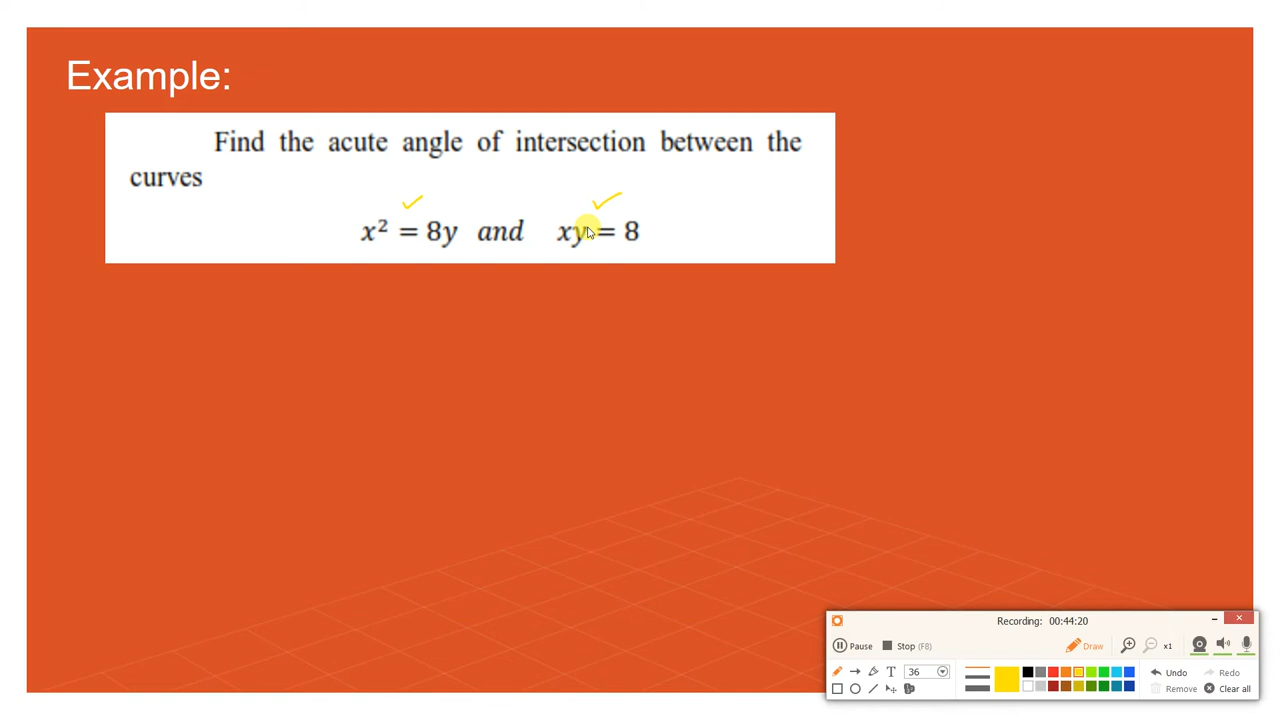 Example:
Find the acute angle of intersection between the
curves
x² = 8y and xy = 8
Recording: 00:44:20
Pause Stop (F8) Draw x1
T 36 Undo Redo
Remove Clear all